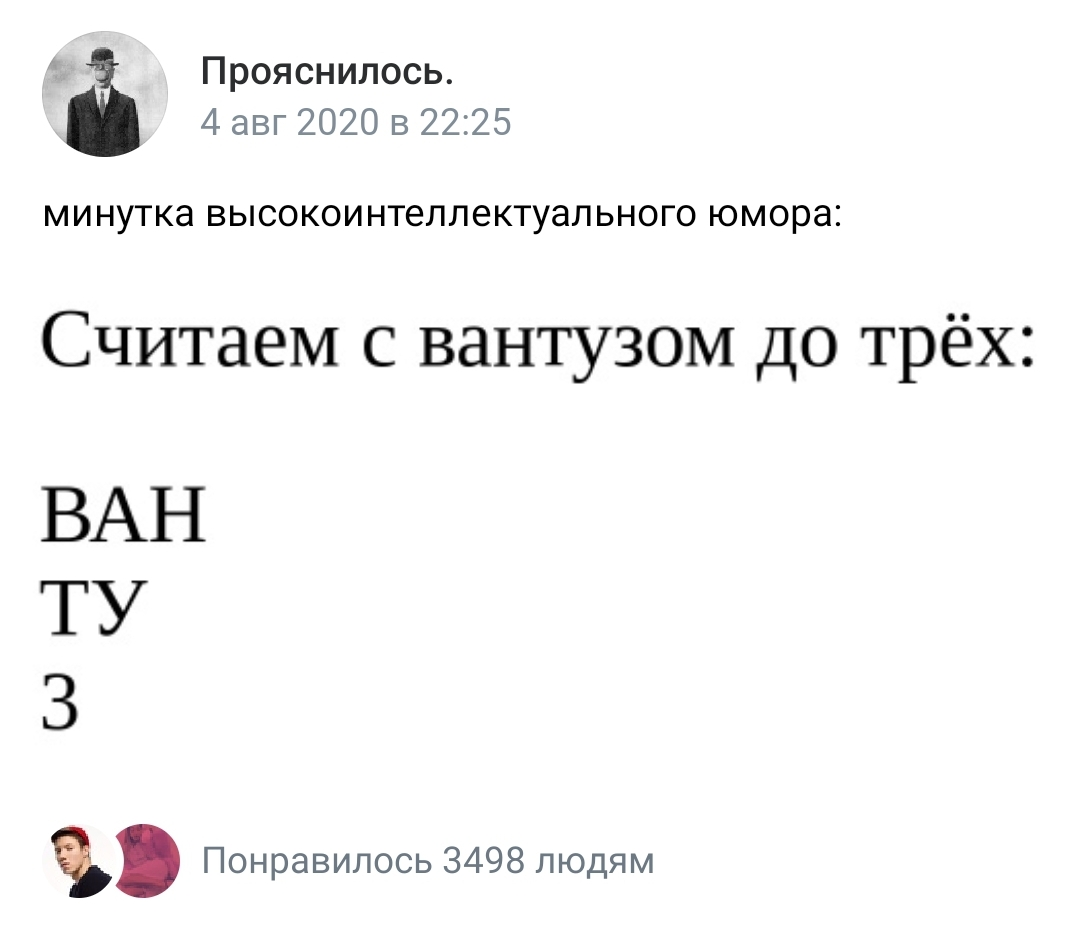 Прояснилось.
4 авг 2020 в 22:25
минутка высокоинтеллектуального юмора:
Считаем с вантузом до трёх:
ВАН
ТУ
З
Понравилось 3498 людям